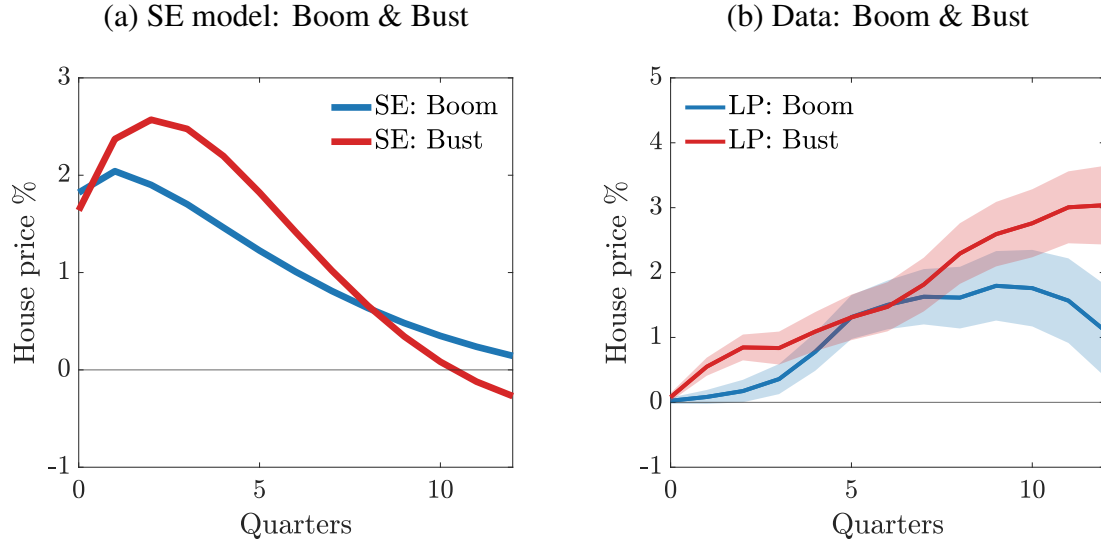 (a) SE model: Boom & Bust
3
2
1
0
-1
0
5
10
House price %
Quarters
SE: Boom
SE: Bust
(b) Data: Boom & Bust
5
4
3
2
1
0
-1
0
5
10
House price %
Quarters
LP: Boom
LP: Bust